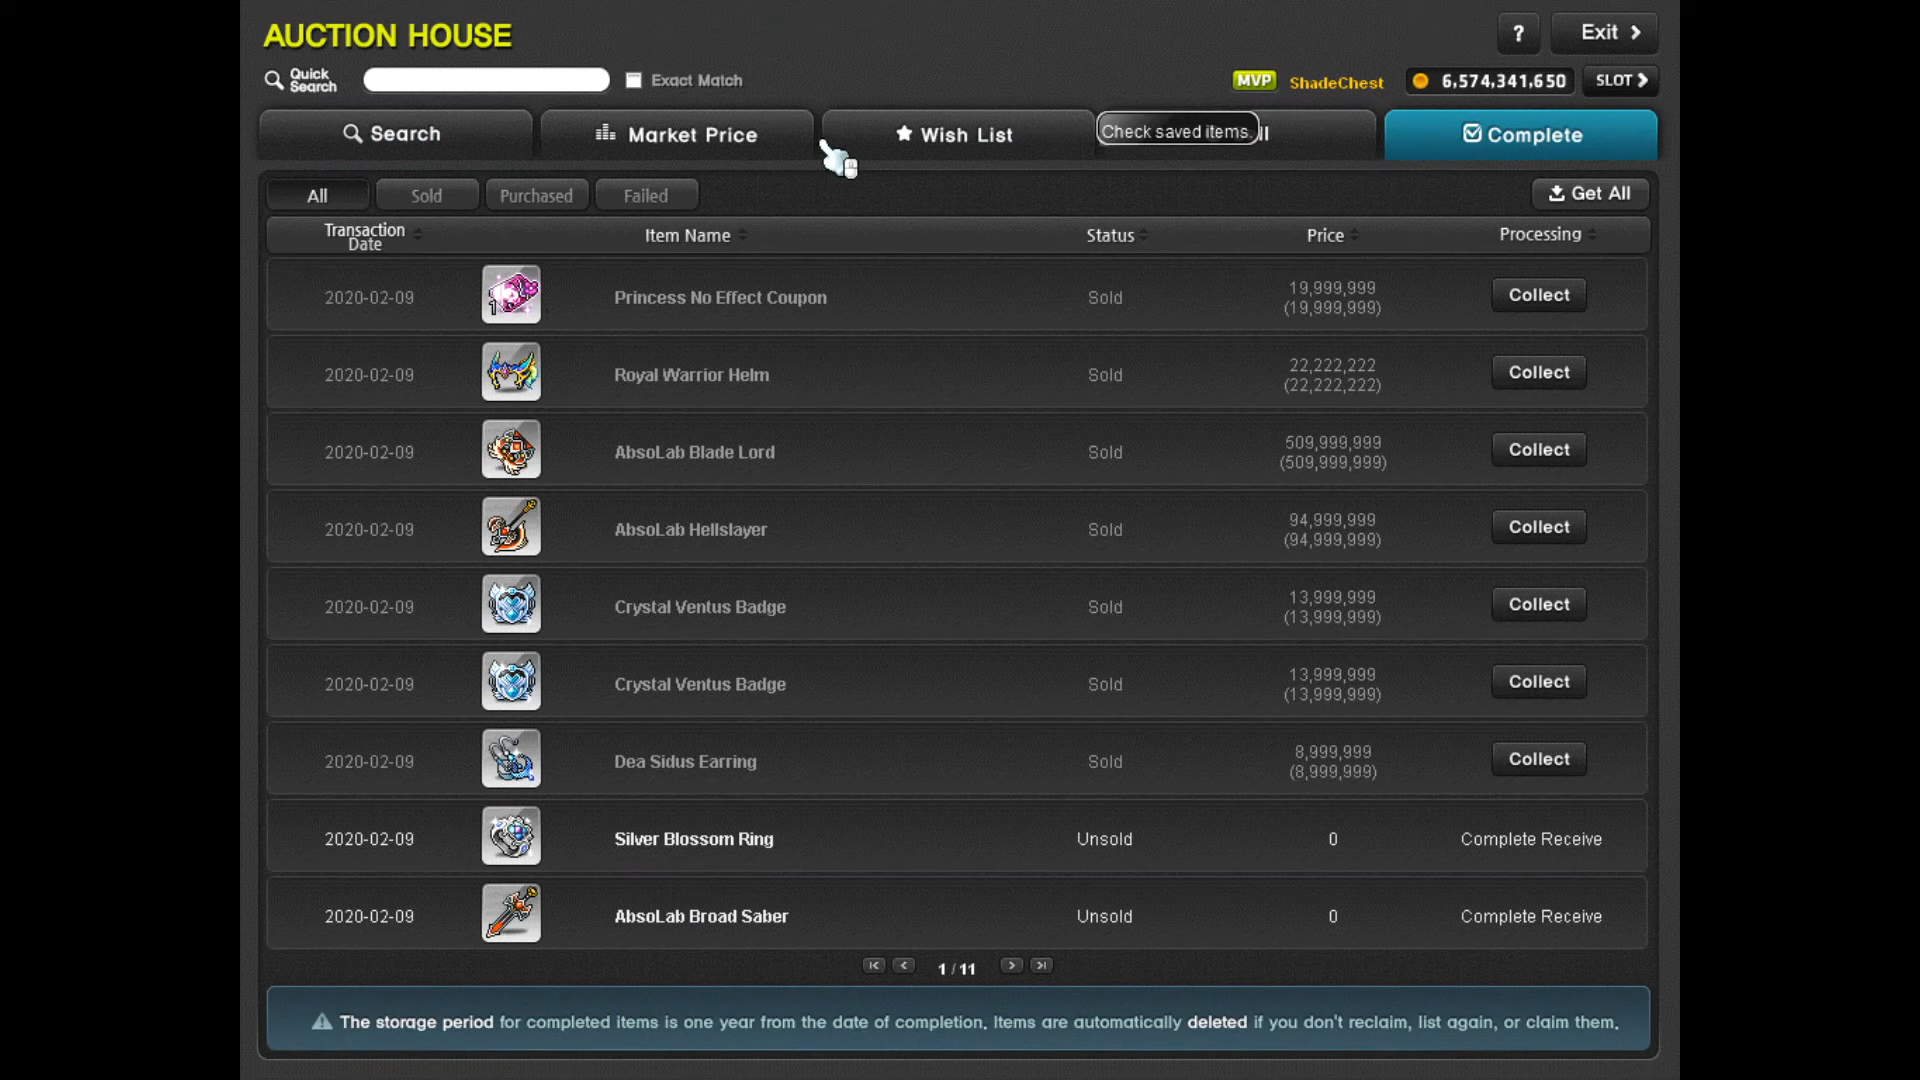 AUCTION HOUSE
?
Exit
Quick
Search
Exact Match
MVP
ShadeChest
6,574,341,650
SLOT
Search
Market Price
Wish List
Check saved items.
ll
Complete
All
Sold
Purchased
Failed
Get All
Transaction
Date
Item Name
Status
Price
Processing
2020-02-09 1 Princess No Effect Coupon Sold 19,999,999 Collect
(19,999,999)
2020-02-09 Royal Warrior Helm Sold 22,222,222 Collect
(22,222,222)
2020-02-09 AbsoLab Blade Lord Sold 509,999,999 Collect
(509,999,999)
2020-02-09 AbsoLab Hellslayer Sold 94,999,999 Collect
(94,999,999)
2020-02-09 Crystal Ventus Badge Sold 13,999,999 Collect
(13,999,999)
2020-02-09 Crystal Ventus Badge Sold 13,999,999 Collect
(13,999,999)
2020-02-09 Dea Sidus Earring Sold 8,999,999 Collect
(8,999,999)
2020-02-09 Silver Blossom Ring Unsold 0 Complete Receive
2020-02-09 AbsoLab Broad Saber Unsold 0 Complete Receive
1 / 11
The storage period for completed items is one year from the date of completion. Items are automatically deleted if you don't reclaim, list again, or claim them.